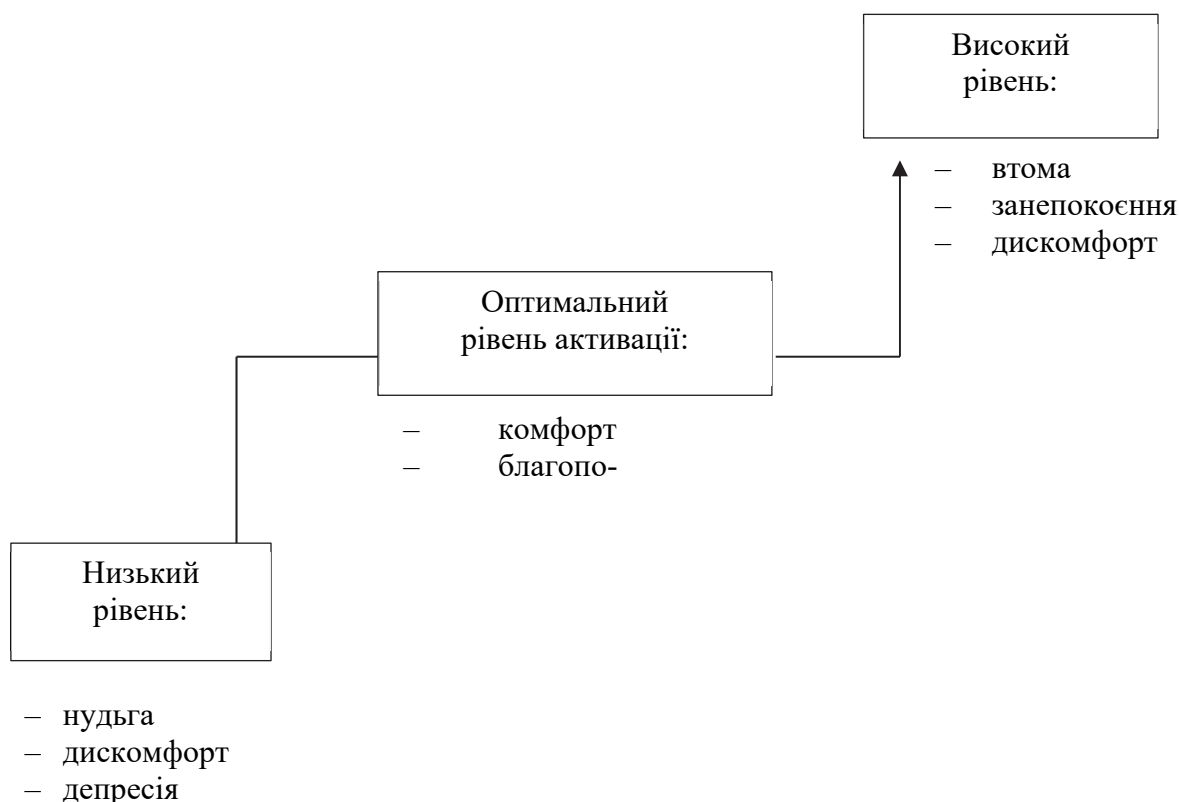 Високий
рівень:
– втома
– занепокоєння
– дискомфорт
Оптимальний
рівень активації:
– комфорт
– благопо-
Низький
рівень:
– нудьга
– дискомфорт
– депресія